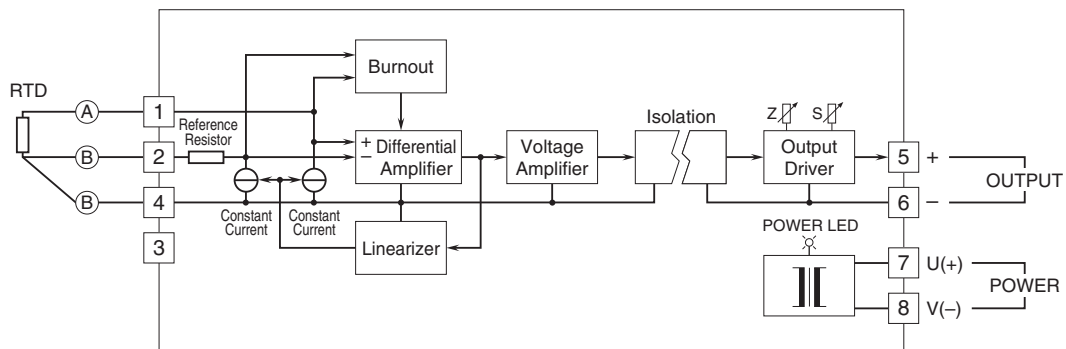 RTD
A
B
B
1
2
4
3
Reference
Resistor
Burnout
+
−
Differential
Amplifier
Constant
Current
Constant
Current
Linearizer
Voltage
Amplifier
Isolation
Z
S
Output
Driver
5 +
OUTPUT
6 −
POWER LED
7 U(+)
POWER
8 V(−)